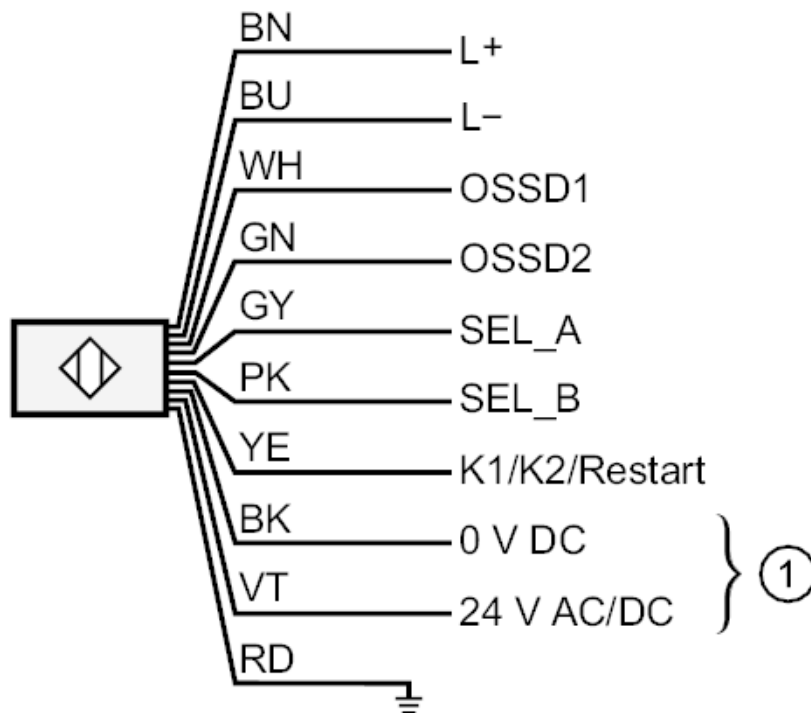 BN L+
BU L−
WH OSSD1
GN OSSD2
GY SEL_A
PK SEL_B
YE K1/K2/Restart
BK 0 V DC
1
VT 24 V AC/DC
RD